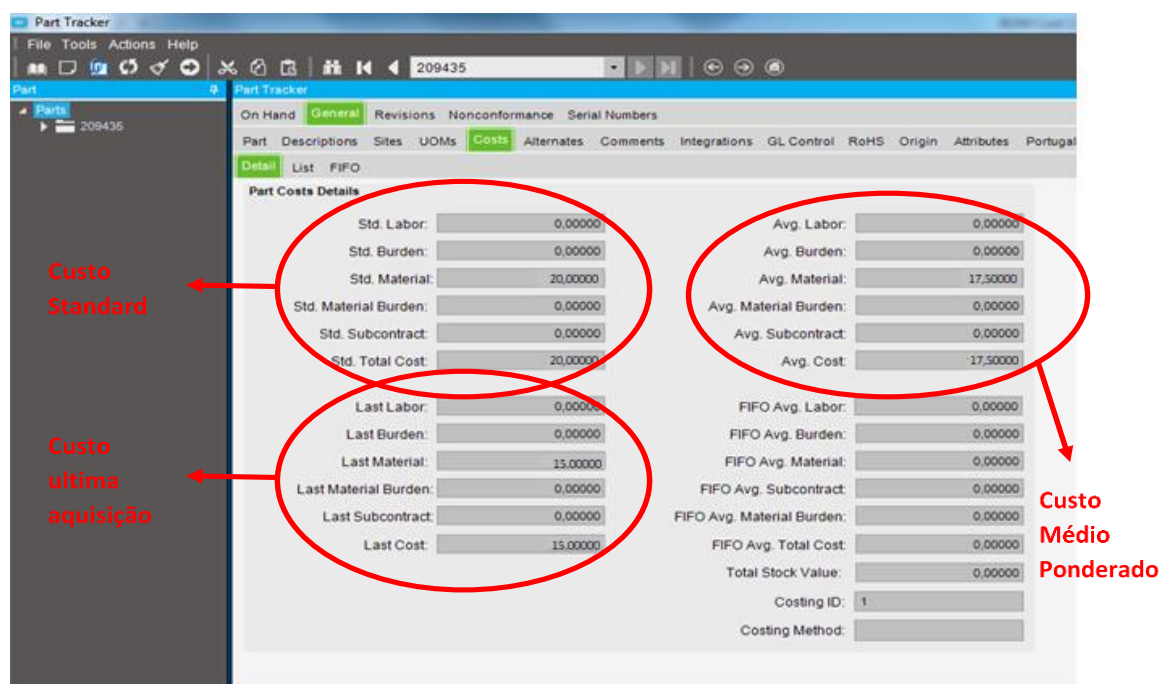 Part Tracker
File Tools Actions Help
209435
Part
Part Tracker
Parts
209435
On Hand General Revisions Nonconformance Serial Numbers
Part Descriptions Sites UOMs Costs Alternates Comments Integrations GL Control RoHS Origin Attributes Portugal
Detail List FIFO
Part Costs Details
Std. Labor: 0,00000
Std. Burden: 0,00000
Std. Material: 20,00000
Std. Material Burden: 0,00000
Std. Subcontract: 0,00000
Std. Total Cost: 20,00000
Avg. Labor: 0,00000
Avg. Burden: 0,00000
Avg. Material: 17,50000
Avg. Material Burden: 0,00000
Avg. Subcontract: 0,00000
Avg. Cost: 17,50000
Custo
Standard
Last Labor: 0,00000
Last Burden: 0,00000
Last Material: 15.00000
Last Material Burden: 0,00000
Last Subcontract: 0,00000
Last Cost: 15.00000
Custo
ultima
aquisição
FIFO Avg. Labor: 0,00000
FIFO Avg. Burden: 0,00000
FIFO Avg. Material: 0,00000
FIFO Avg. Subcontract: 0,00000
FIFO Avg. Material Burden: 0,00000
FIFO Avg. Total Cost: 0,00000
Total Stock Value: 0,00000
Costing ID: 1
Costing Method:
Custo
Médio
Ponderado